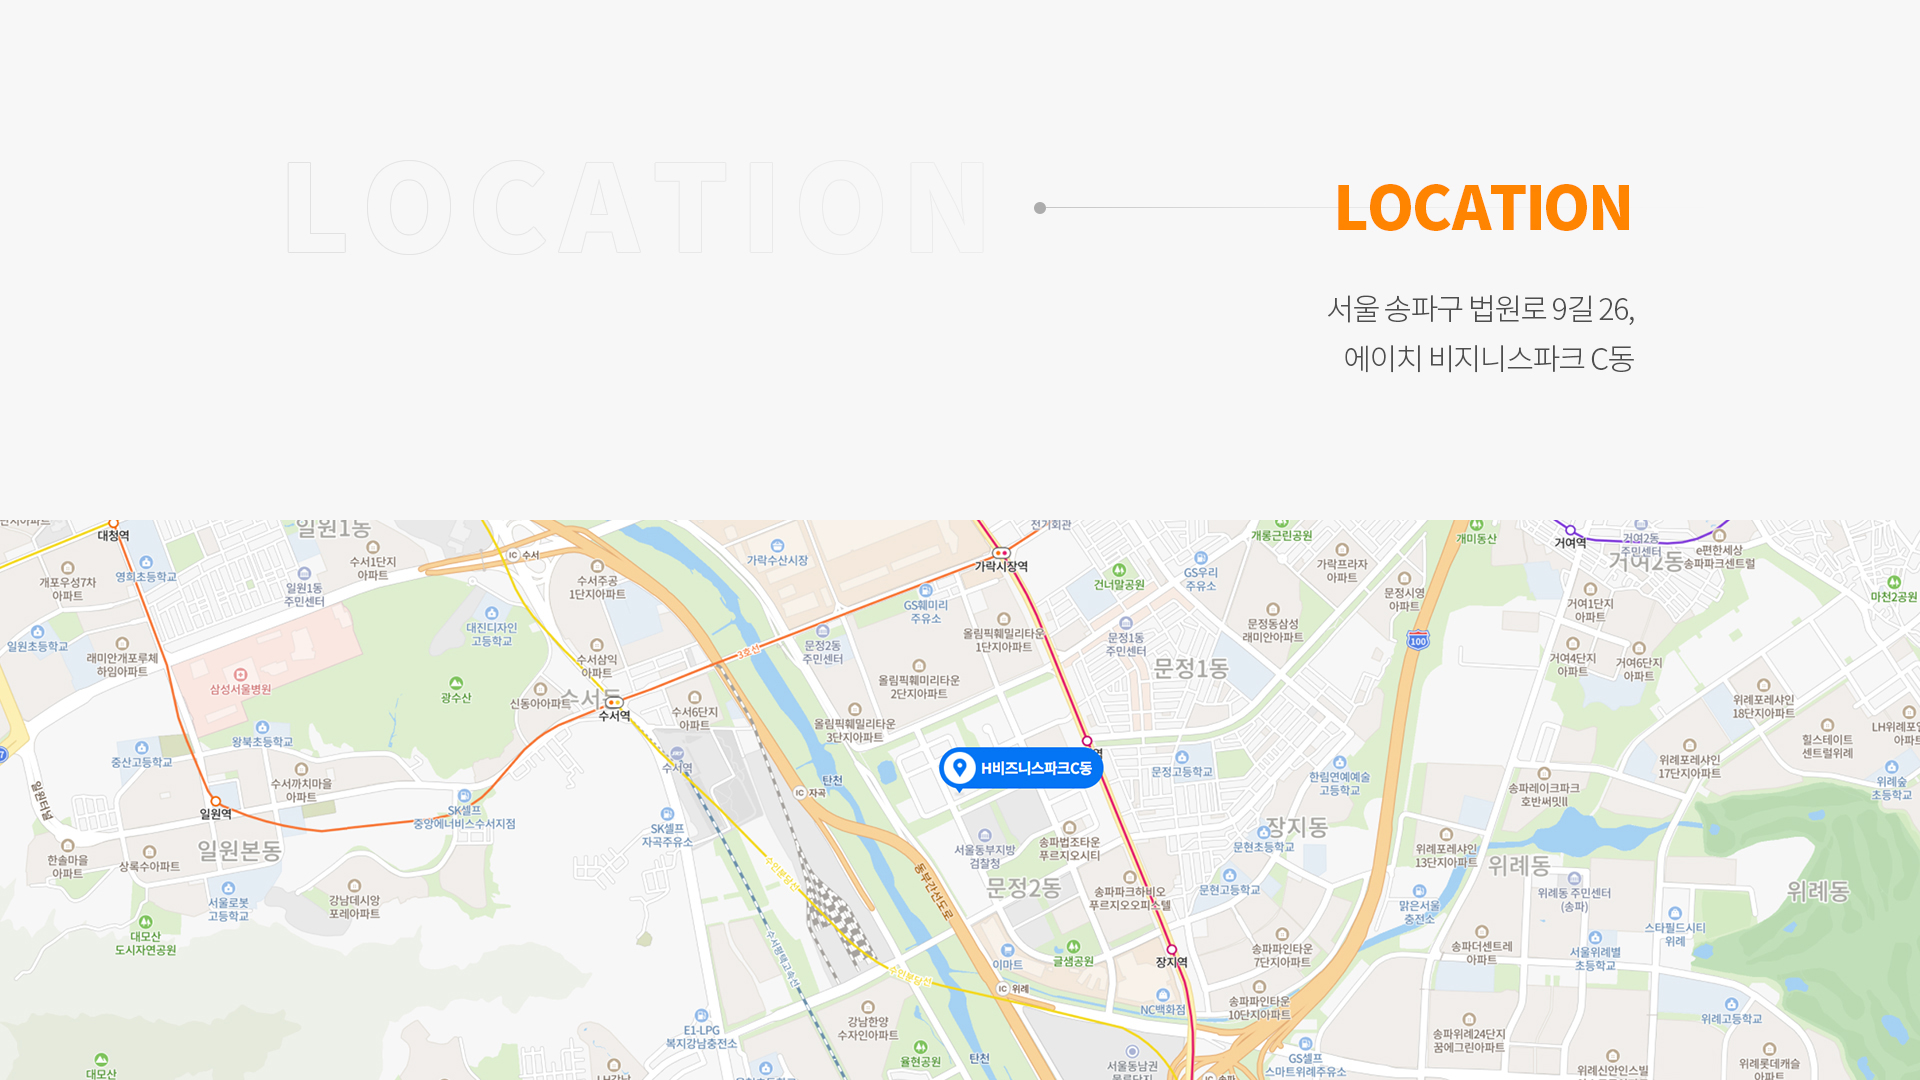 LOCATION
LOCATION
서울 송파구 법원로 9길 26,
에이치 비지니스파크 C동
일원1동
대청역
전기회관
개롱근린공원
개미동산
거여역
거여2동
주민센터
거여2동
e편한세상
송파파크센트럴
IC 수서
수서1단지
아파트
가락수산시장
가락시장역
개포우성7차
아파트
영희초등학교
일원1동
주민센터
수서주공
1단지아파트
건너말공원
GS우리
주유소
가락프라자
아파트
문정시영
아파트
마천2공원
GS훼미리
주유소
거여1단지
아파트
일원초등학교
대진디자인
고등학교
올림픽훼밀리타운
1단지아파트
문정1동
주민센터
문정동삼성
래미안아파트
100
래미안개포루체
하임아파트
수서삼익
아파트
3호선
문정2동
주민센터
문정1동
거여4단지
아파트
거여6단지
아파트
삼성서울병원
광수산
신동아아파트
수서동
수서역
수서6단지
아파트
올림픽훼미리타운
2단지아파트
위례포레샤인
18단지아파트
올림픽훼밀리타운
3단지아파트
LH위례포
왕북초등학교
힐스테이트
센트럴위례
7
중산고등학교
SRT
수서역
H비즈니스파크C동
역
문정고등학교
한림연예예술
고등학교
위례포레샤인
17단지아파트
위례숲
초등학교
일원터널
수서까치마을
아파트
탄천
IC 자곡
송파레이크파크
호반써밋II
일원역
SK셀프
중앙에너비스수서지점
SK셀프
자곡주유소
장지동
문현초등학교
한솔마을
아파트
상록수아파트
일원본동
서울동부지방
검찰청
송파법조타운
푸르지오시티
위례포레샤인
13단지아파트
위례동
수인분당선
동부간선도로
문정2동
송파파크하비오
푸르지오오피스텔
문현고등학교
위례동 주민센터
(송파)
위례동
서울로봇
고등학교
강남데시앙
포레아파트
맑은서울
충전소
스타필드시티
위례
대모산
도시자연공원
수서평택고속선
이마트
글샘공원
장지역
송파파인타운
7단지아파트
송파더센트레
아파트
서울위례별
초등학교
수인분당선
IC 위례
NC백화점
송파파인타운
10단지아파트
위례고등학교
E1-LPG
복지강남충전소
강남한양
수자인아파트
송파위례24단지
꿈에그린아파트
대모산
율현공원
탄천
서울동남권
물류단지
GS셀프
스마트위례주유소
위례신안인스빌
위례롯데캐슬
아파트
LH강남
IC 송파